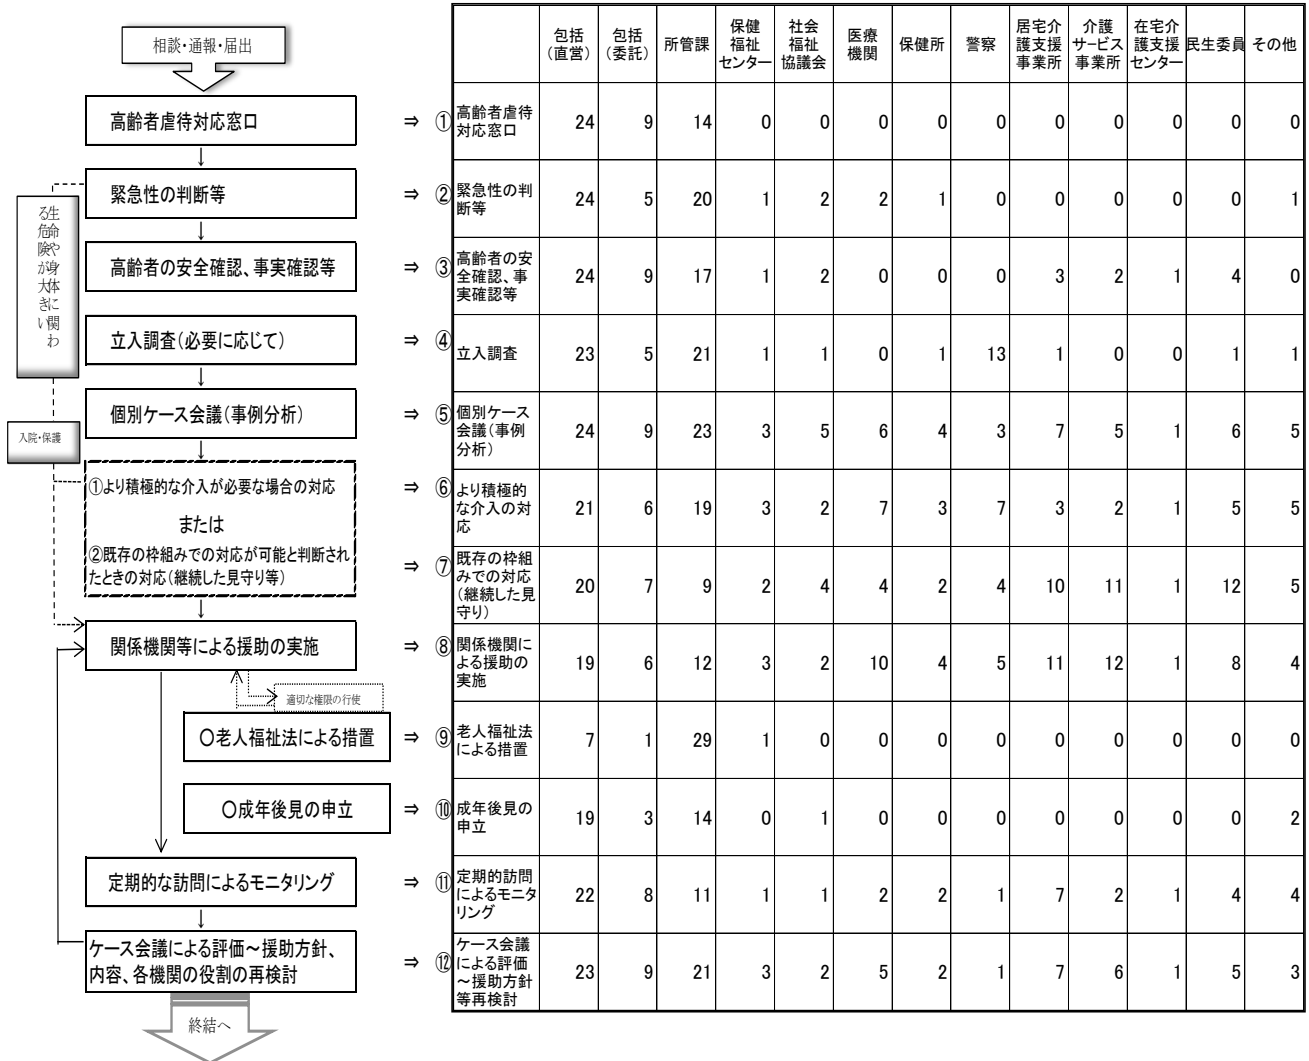 相談・通報・届出
高齢者虐待対応窓口
緊急性の判断等
高齢者の安全確認、事実確認等
立入調査(必要に応じて)
個別ケース会議(事例分析)
生命や身体に関わ
る危険が大きい
入院・保護
①より積極的な介入が必要な場合の対応
または
②既存の枠組みでの対応が可能と判断され
たときの対応(継続した見守り等)
関係機関等による援助の実施
適切な権限の行使
○老人福祉法による措置
○成年後見の申立
定期的な訪問によるモニタリング
ケース会議による評価~援助方針、
内容、各機関の役割の再検討
終結へ
包括(直営) 包括(委託) 所管課 保健福祉センター 社会福祉協議会 医療機関 保健所 警察 居宅介護支援事業所 介護サービス事業所 在宅介護支援センター 民生委員 その他
⇒ ① 高齢者虐待対応窓口 24 9 14 0 0 0 0 0 0 0 0 0 0
⇒ ② 緊急性の判断等 24 5 20 1 2 2 1 0 0 0 0 0 1
⇒ ③ 高齢者の安全確認、事実確認等 24 9 17 1 2 0 0 0 3 2 1 4 0
⇒ ④ 立入調査 23 5 21 1 1 0 1 13 1 0 0 1 1
⇒ ⑤ 個別ケース会議(事例分析) 24 9 23 3 5 6 4 3 7 5 1 6 5
⇒ ⑥ より積極的な介入の対応 21 6 19 3 2 7 3 7 3 2 1 5 5
⇒ ⑦ 既存の枠組みでの対応(継続した見守り) 20 7 9 2 4 4 2 4 10 11 1 12 5
⇒ ⑧ 関係機関による援助の実施 19 6 12 3 2 10 4 5 11 12 1 8 4
⇒ ⑨ 老人福祉法による措置 7 1 29 1 0 0 0 0 0 0 0 0 0
⇒ ⑩ 成年後見の申立 19 3 14 0 1 0 0 0 0 0 0 0 2
⇒ ⑪ 定期的訪問によるモニタリング 22 8 11 1 1 2 2 1 7 2 1 4 4
⇒ ⑫ ケース会議による評価~援助方針等再検討 23 9 21 3 2 5 2 1 7 6 1 5 3